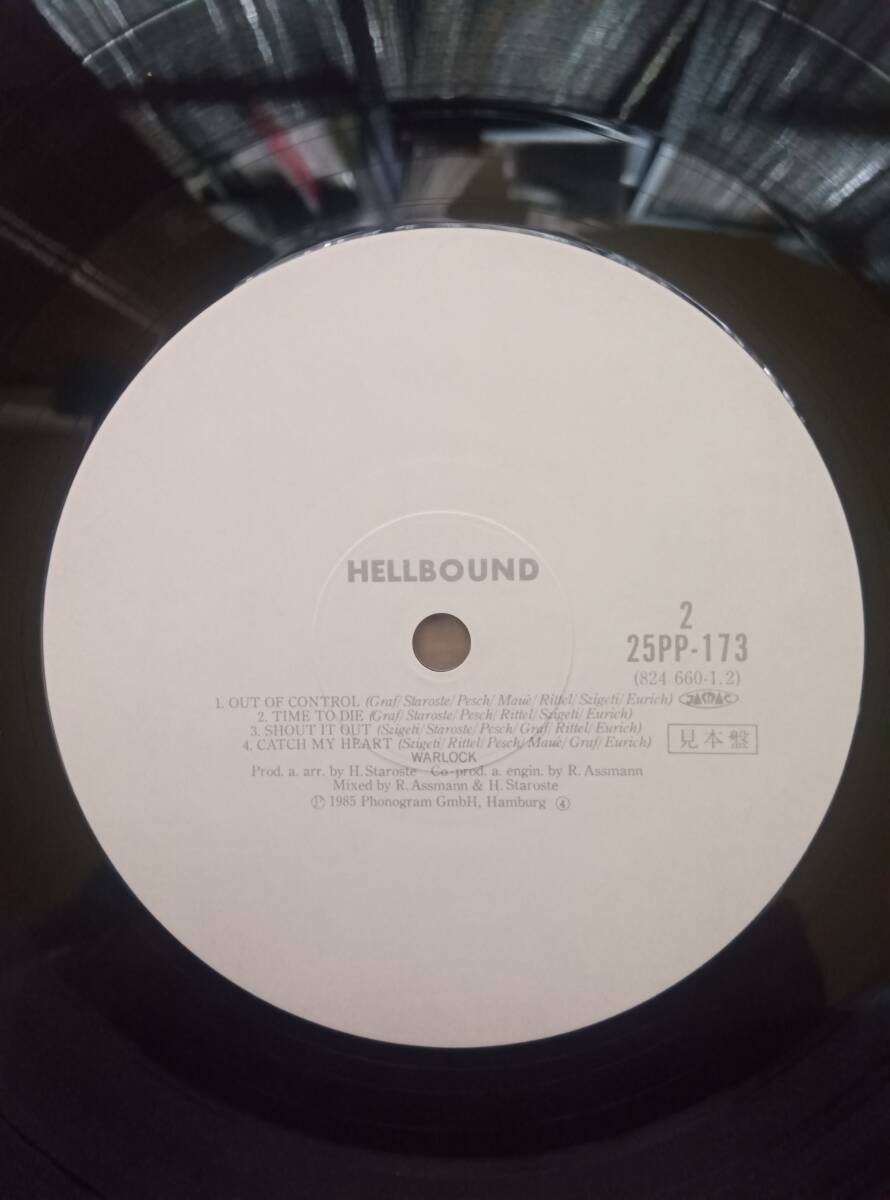 HELLBOUND
2
25PP-173
(824 660-1.2)
1. OUT OF CONTROL (Graf/Staroste/Pesch/Mauè/Rittel/Szigeti/Eurich) JASRAC
2. TIME TO DIE (Graf/Staroste/Pesch/Rittel/Szigeti/Eurich)
3. SHOUT IT OUT (Szigeti/Staroste/Pesch/Graf/Rittel/Eurich)
4. CATCH MY HEART (Szigeti/Rittel/Pesch/Mauè/Graf/Eurich)
見本盤
WARLOCK
Prod. a. arr. by H. Staroste Co-prod. a. engin. by R. Assmann
Mixed by R. Assmann & H. Staroste
Ⓟ 1985 Phonogram GmbH, Hamburg ④